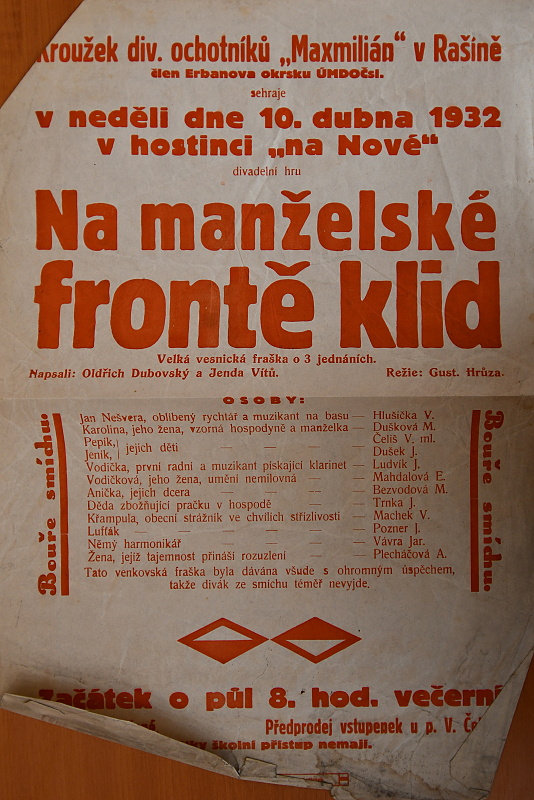 Kroužek div. ochotníků „Maxmilián“ v Rašíně
člen Erbanova okrsku ÚMDOčsl.
sehraje
v neděli dne 10. dubna 1932
v hostinci „na Nové“
divadelní hru
Na manželské
frontě klid
Velká vesnická fraška o 3 jednáních.
Napsali: Oldřich Dubovský a Jenda Vítů. Režie: Gust. Hrůza.
OSOBY:
Bouře smíchu.
Jan Nešvera, oblíbený rychtář a muzikant na basu — Hlušička V.
Karolina, jeho žena, vzorná hospodyně a manželka — Dušková M.
Pepík, Čeliš V. ml.
Jeník, jejich děti — — — — Dušek J.
Vodička, první radní a muzikant pískající klarinet — Ludvík J.
Vodičková, jeho žena, umění nemilovná — — Mahdalová E.
Anička, jejich dcera — — — — Bezvodová M.
Děda zbožňující pračku v hospodě — — Trnka J.
Křampula, obecní strážník ve chvílích střízlivosti — Machek V.
Lufťák — — — — — Pozner J.
Němý harmonikář — — — — Vávra Jar.
Žena, jejíž tajemnost přináší rozuzlení — — Plecháčová A.
Bouře smíchu.
Tato venkovská fraška byla dávána všude s ohromným úspěchem,
takže divák ze smíchu téměř nevyjde.
Začátek o půl 8. hod. večerní
Předprodej vstupenek u p. V.
školní přístup nemají.